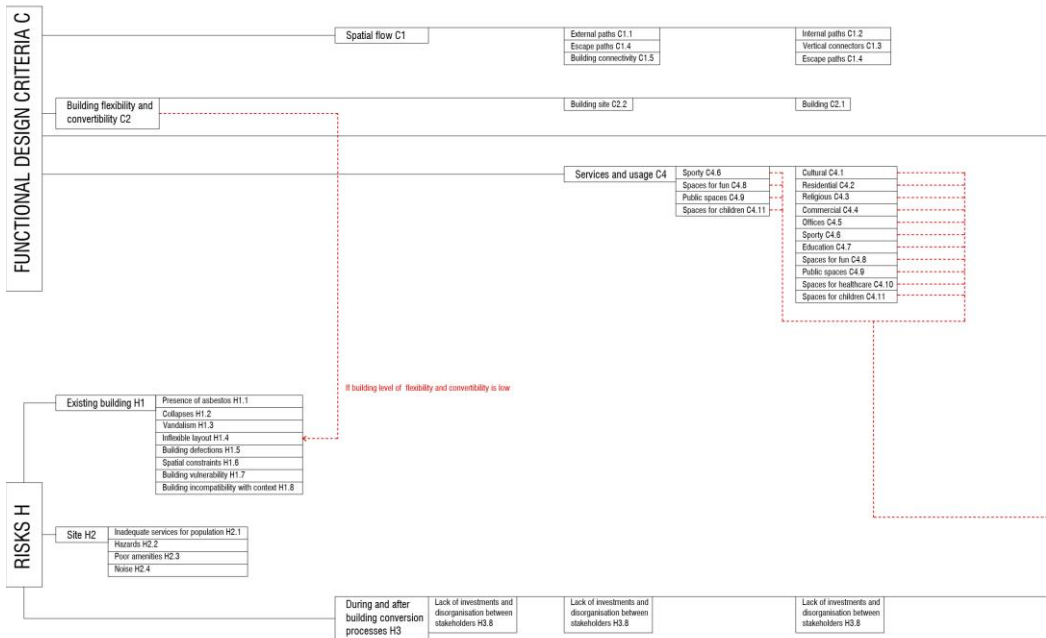 FUNCTIONAL DESIGN CRITERIA C
Spatial flow C1
External paths C1.1
Escape paths C1.4
Building connectivity C1.5
Internal paths C1.2
Vertical connectors C1.3
Escape paths C1.4
Building flexibility and
convertibility C2
Building site C2.2
Building C2.1
Services and usage C4
Sporty C4.6
Spaces for fun C4.8
Public spaces C4.9
Spaces for children C4.11
Cultural C4.1
Residential C4.2
Religious C4.3
Commercial C4.4
Offices C4.5
Sporty C4.6
Education C4.7
Spaces for fun C4.8
Public spaces C4.9
Spaces for healthcare C4.10
Spaces for children C4.11
If building level of flexibility and convertibility is low
RISKS H
Existing building H1
Presence of asbestos H1.1
Collapses H1.2
Vandalism H1.3
Inflexible layout H1.4
Building defections H1.5
Spatial constraints H1.6
Building vulnerability H1.7
Building incompatibility with context H1.8
Site H2
Inadequate services for population H2.1
Hazards H2.2
Poor amenities H2.3
Noise H2.4
During and after
building conversion
processes H3
Lack of investments and
disorganisation between
stakeholders H3.8
Lack of investments and
disorganisation between
stakeholders H3.8
Lack of investments and
disorganisation between
stakeholders H3.8